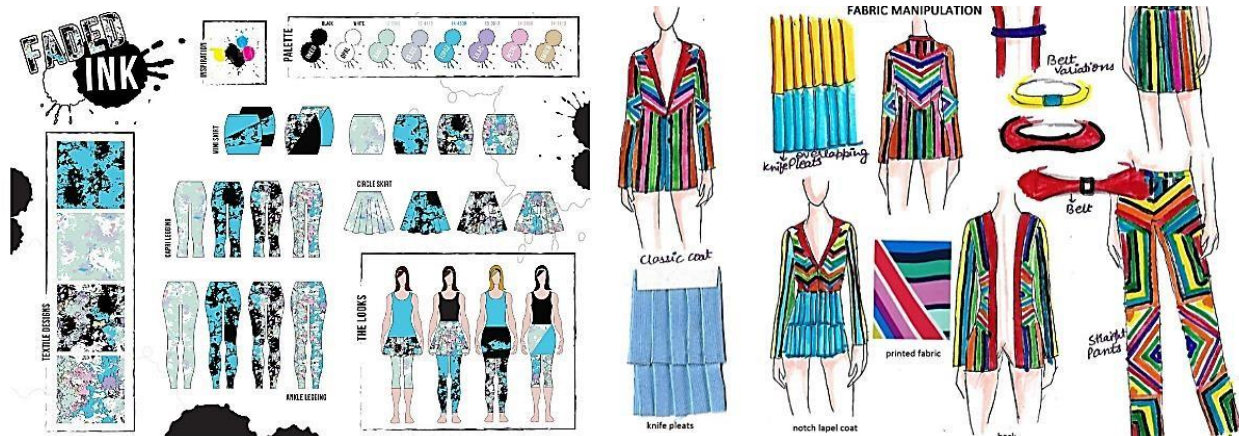 FADED
INK
INSPIRATION
PALETTE
BLACK
WHITE
MINI SKIRT
CIRCLE SKIRT
CAPRI LEGGING
TEXTILE DESIGNS
ANKLE LEGGING
THE LOOKS
FABRIC MANIPULATION
overlapping
knife Pleats
Belt
variations
Belt
Classic coat
printed fabric
Straight
Pants
knife pleats
notch lapel coat